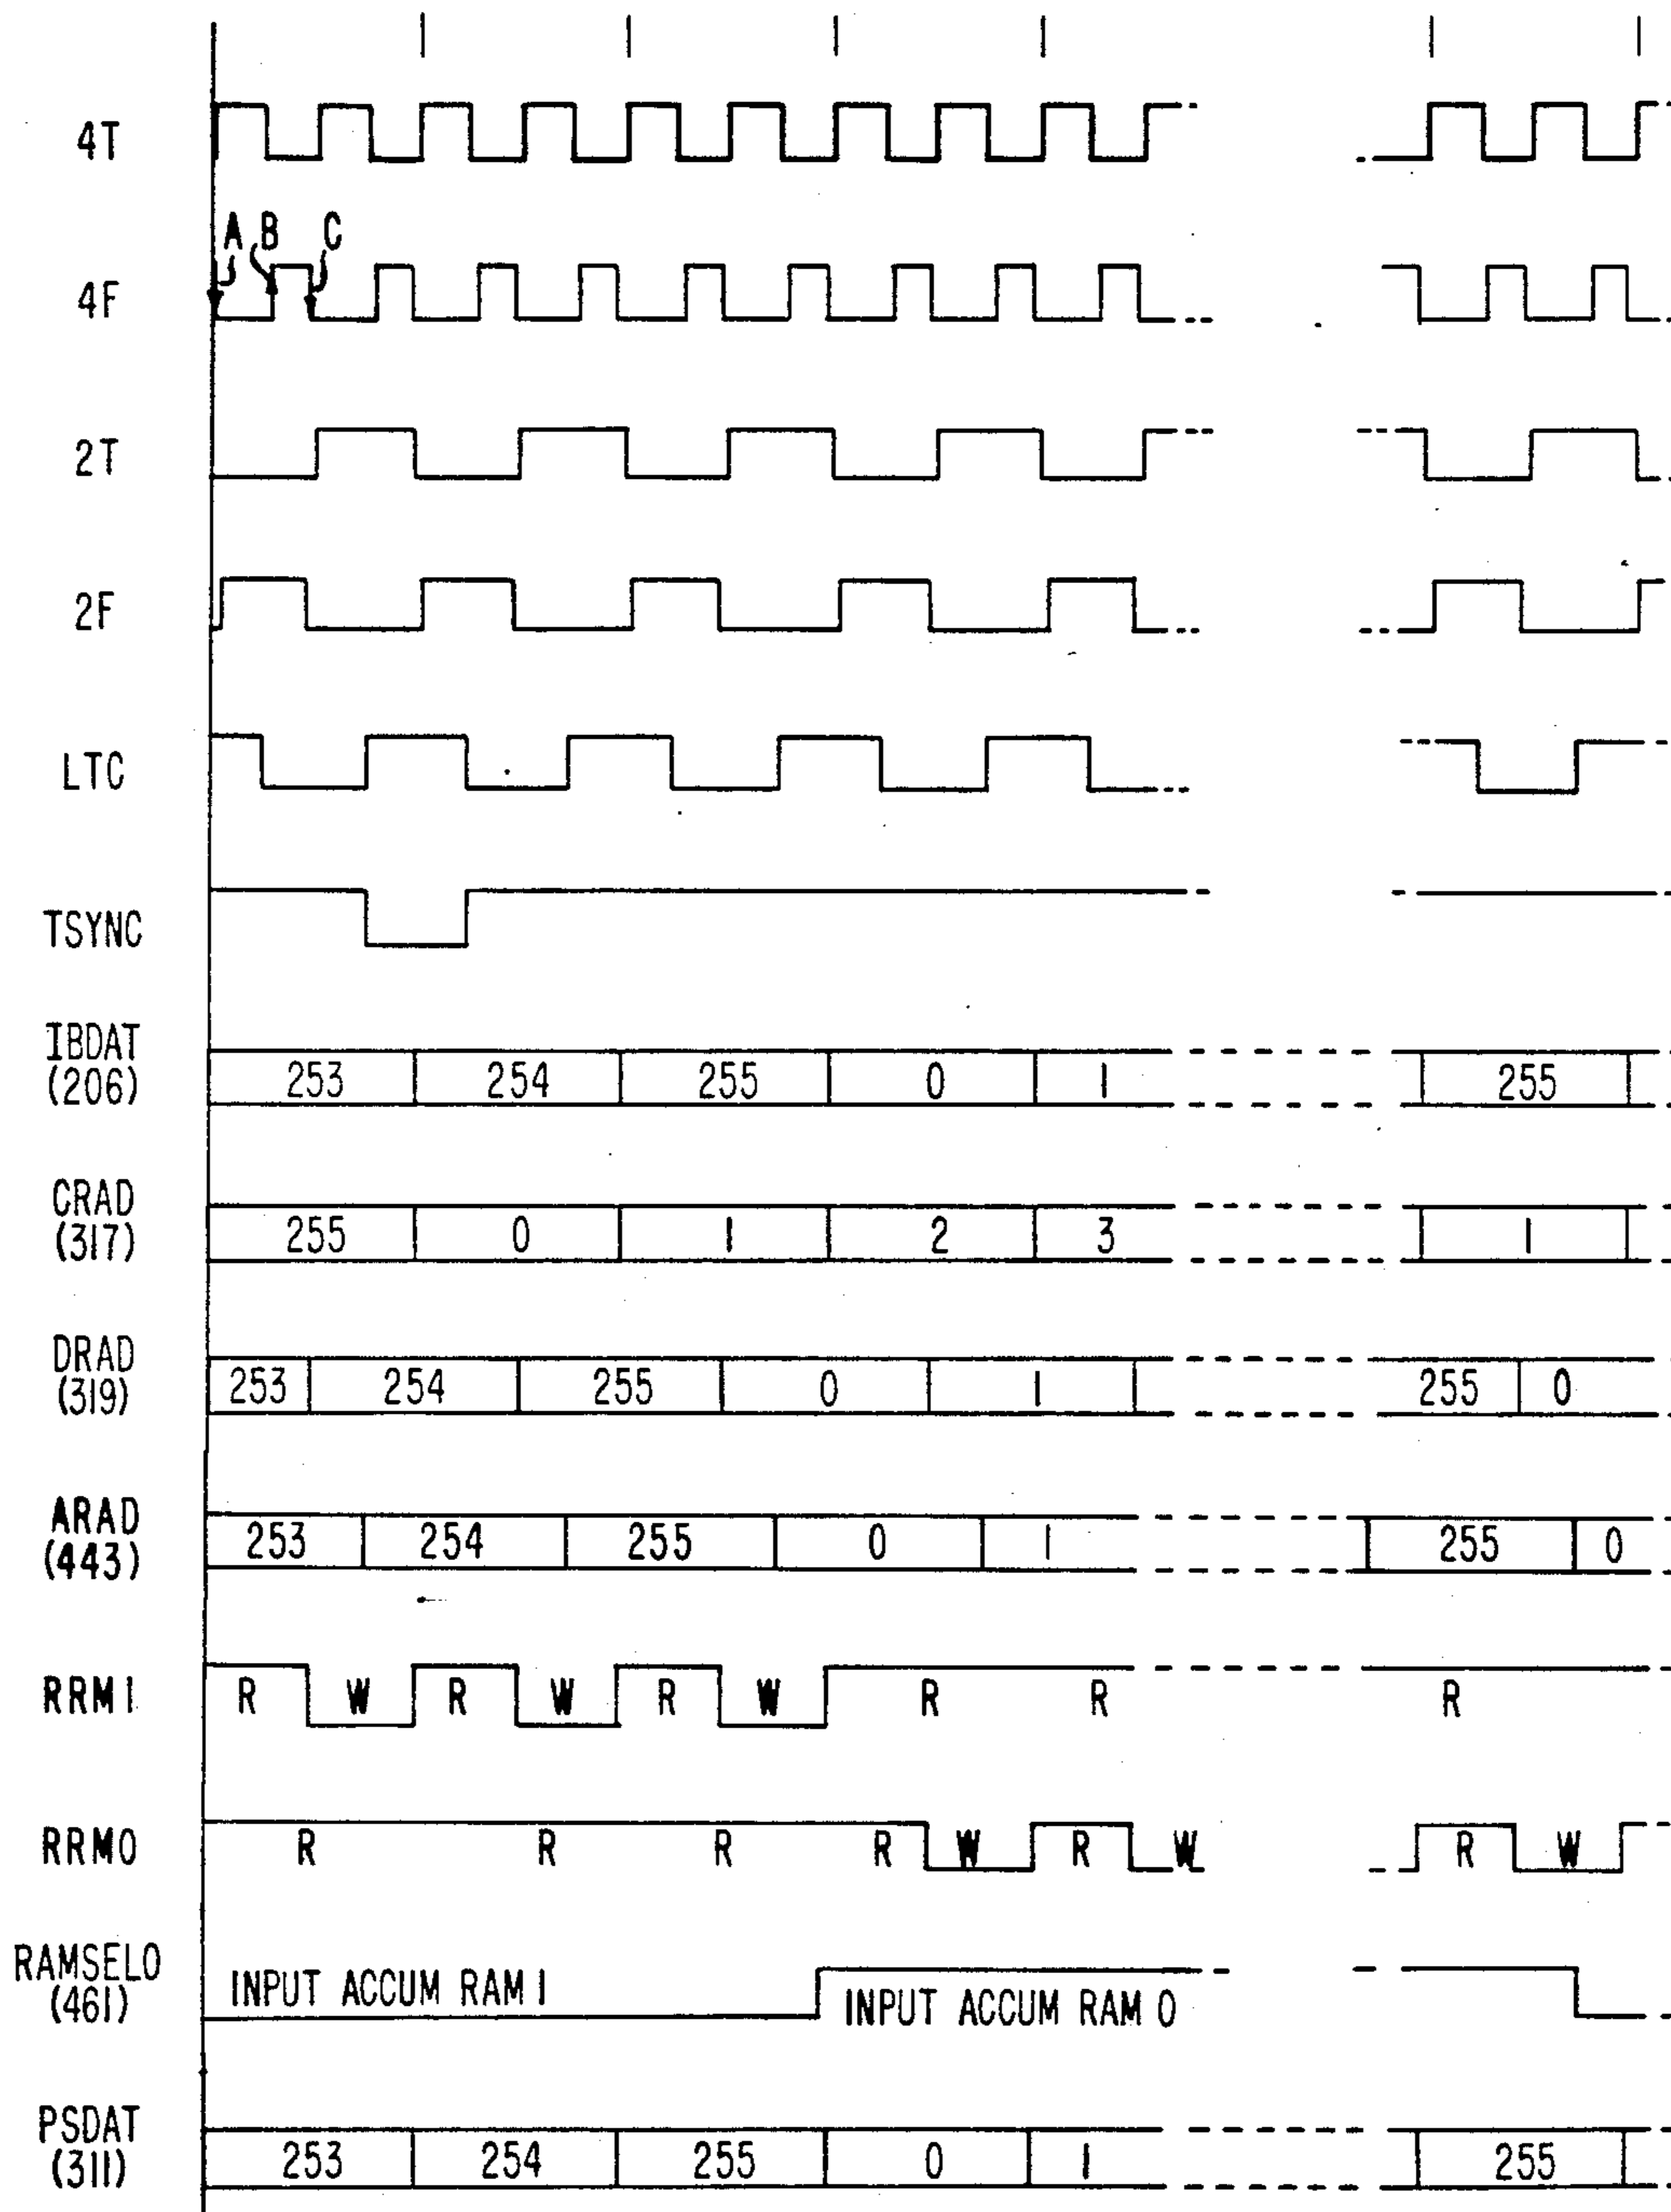 4T
A B C
4F
2T
2F
LTC
TSYNC
IBDAT
(206)
253 254 255 0 1 255
CRAD
(317)
255 0 1 2 3 1
DRAD
(319)
253 254 255 0 1 255 0
ARAD
(443)
253 254 255 0 1 255 0
RRM1
R W R W R W R R R
RRM0
R R R R W R W R W
RAMSEL0
(461)
INPUT ACCUM RAM 1
INPUT ACCUM RAM 0
PSDAT
(311)
253 254 255 0 1 255